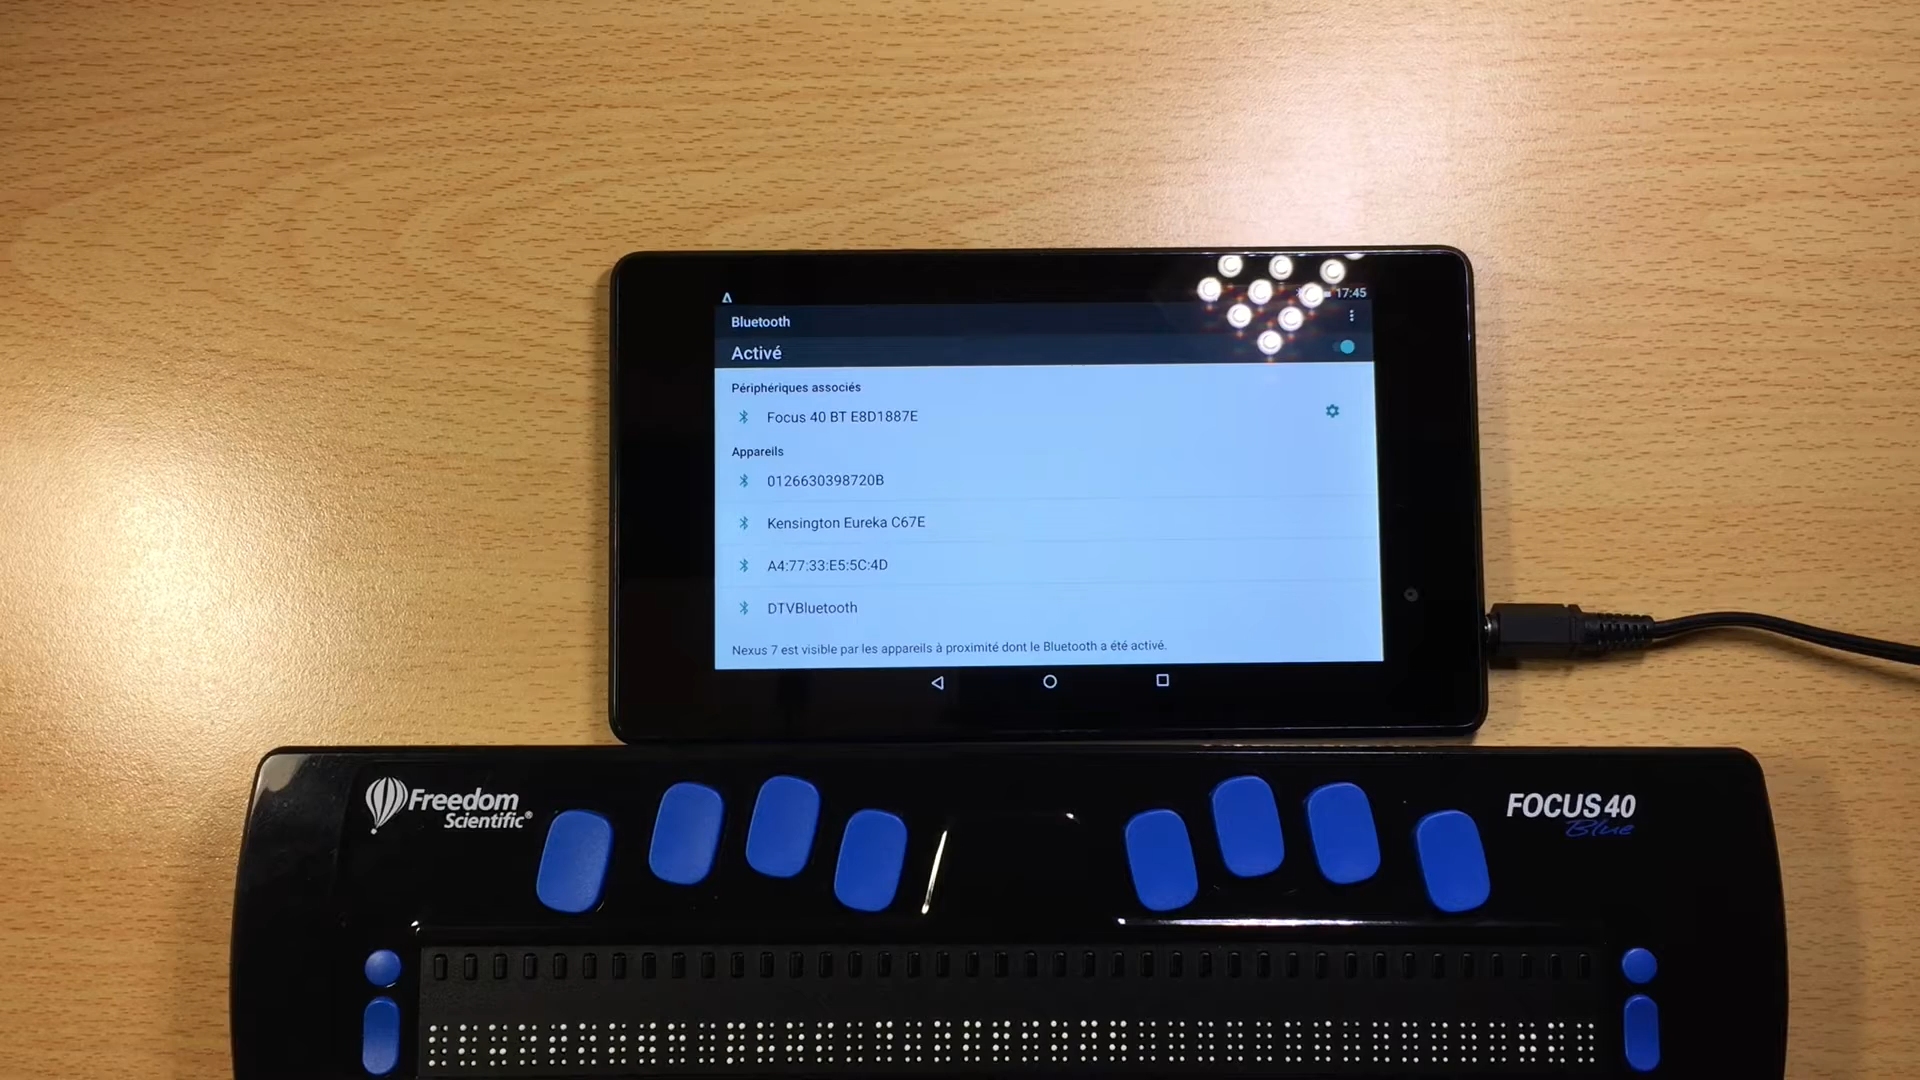 17:45
Bluetooth
Activé
Périphériques associés
Focus 40 BT E8D1887E
Appareils
0126630398720B
Kensington Eureka C67E
A4:77:33:E5:5C:4D
DTVBluetooth
Nexus 7 est visible par les appareils à proximité dont le Bluetooth a été activé.
Freedom
Scientific®
FOCUS 40
Blue